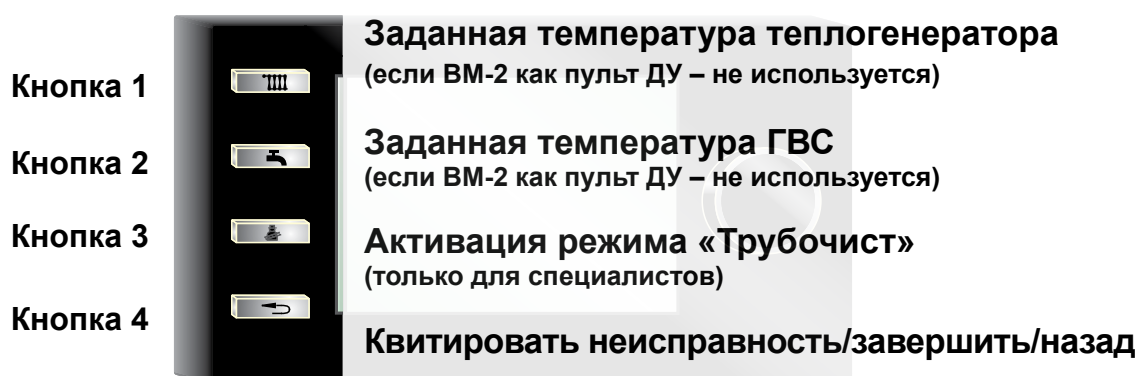 Заданная температура теплогенератора
Кнопка 1
(если BM-2 как пульт ДУ – не используется)
Заданная температура ГВС
Кнопка 2
(если BM-2 как пульт ДУ – не используется)
Кнопка 3
Активация режима «Трубочист»
(только для специалистов)
Кнопка 4
Квитировать неисправность/завершить/назад